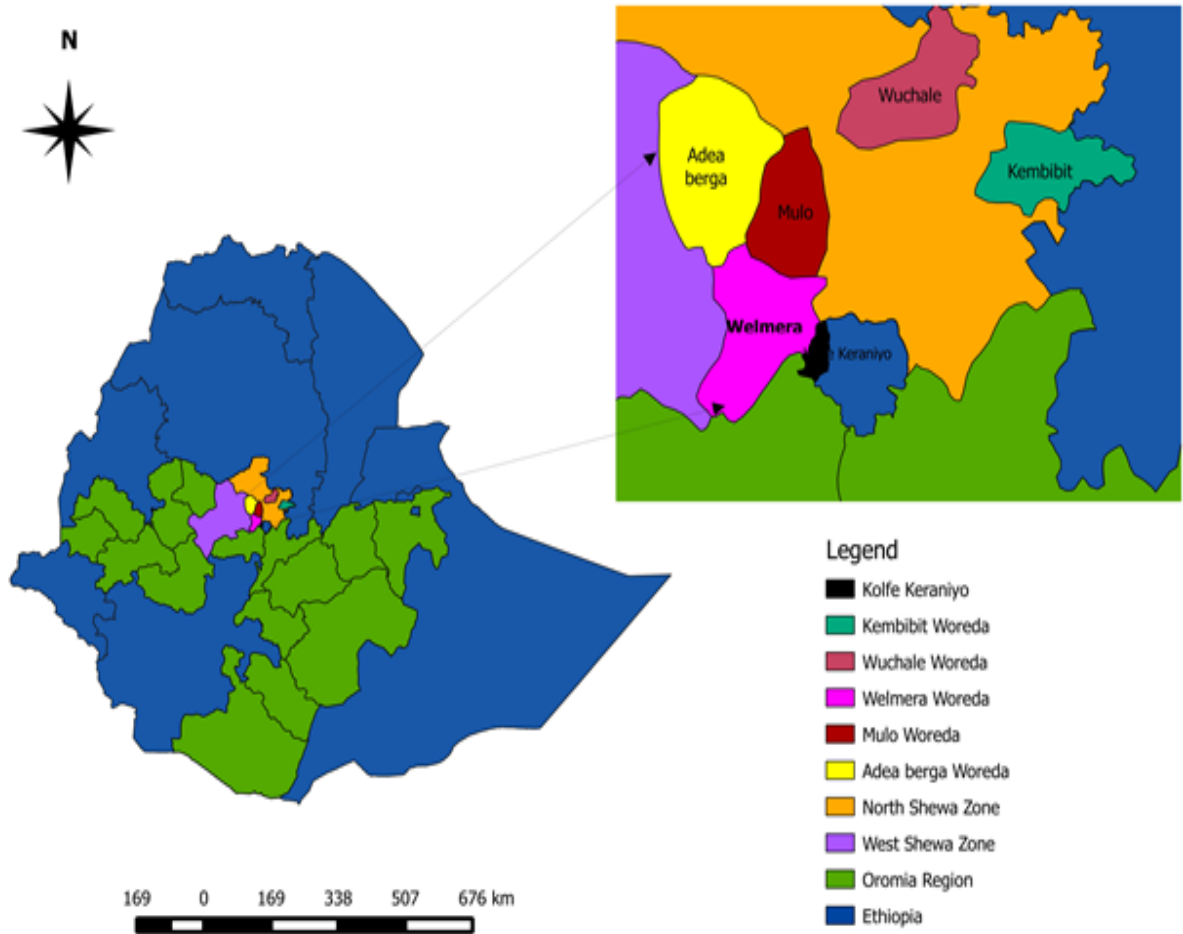 N
Wuchale
Adea
berga
Kembibit
Mulo
Welmera
Keraniyo
Legend
Kolfe Keraniyo
Kembibit Woreda
Wuchale Woreda
Welmera Woreda
Mulo Woreda
Adea berga Woreda
North Shewa Zone
West Shewa Zone
Oromia Region
Ethiopia
169 0 169 338 507 676 km